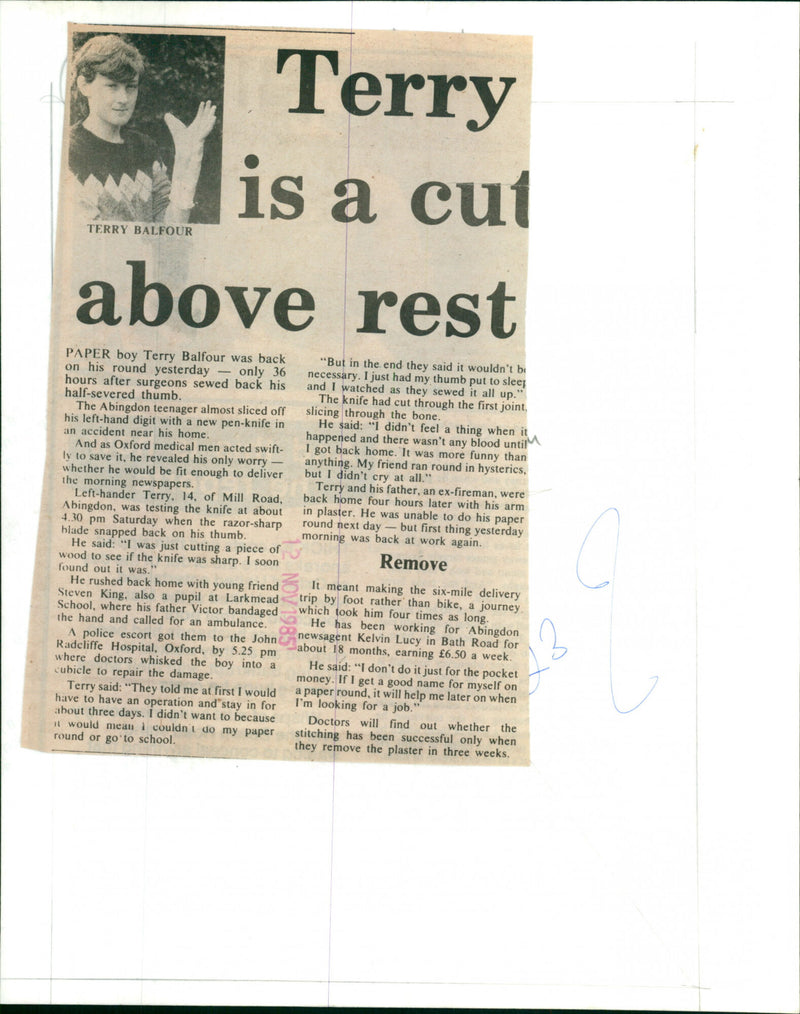 Terry
is a cut
above rest
TERRY BALFOUR
PAPER boy Terry Balfour was back
on his round yesterday — only 36
hours after surgeons sewed back his
half-severed thumb.
The Abingdon teenager almost sliced off
his left-hand digit with a new pen-knife in
an accident near his home.
And as Oxford medical men acted swift-
ly to save it, he revealed his only worry —
whether he would be fit enough to deliver
the morning newspapers.
Left-hander Terry, 14, of Mill Road,
Abingdon, was testing the knife at about
4.30 pm Saturday when the razor-sharp
blade snapped back on his thumb.
He said: “I was just cutting a piece of
wood to see if the knife was sharp. I soon
found out it was.”
He rushed back home with young friend
Steven King, also a pupil at Larkmead
School, where his father Victor bandaged
the hand and called for an ambulance.
A police escort got them to the John
Radcliffe Hospital, Oxford, by 5.25 pm
where doctors whisked the boy into a
cubicle to repair the damage.
Terry said: “They told me at first I would
have to have an operation and stay in for
about three days. I didn't want to because
it would mean I couldn't do my paper
round or go to school.
“But in the end they said it wouldn't b
necessary. I just had my thumb put to sleep
and I watched as they sewed it all up.”
The knife had cut through the first joint,
slicing through the bone.
He said: “I didn't feel a thing when it
happened and there wasn't any blood until
I got back home. It was more funny than
anything. My friend ran round in hysterics,
but I didn't cry at all.”
Terry and his father, an ex-fireman, were
back home four hours later with his arm
in plaster. He was unable to do his paper
round next day — but first thing yesterday
morning was back at work again.
Remove
It meant making the six-mile delivery
trip by foot rather than bike, a journey
which took him four times as long.
He has been working for Abingdon
newsagent Kelvin Lucy in Bath Road for
about 18 months, earning £6.50 a week.
He said: “I don't do it just for the pocket
money. If I get a good name for myself on
a paper round, it will help me later on when
I'm looking for a job.”
Doctors will find out whether the
stitching has been successful only when
they remove the plaster in three weeks.
12 NOV 1985